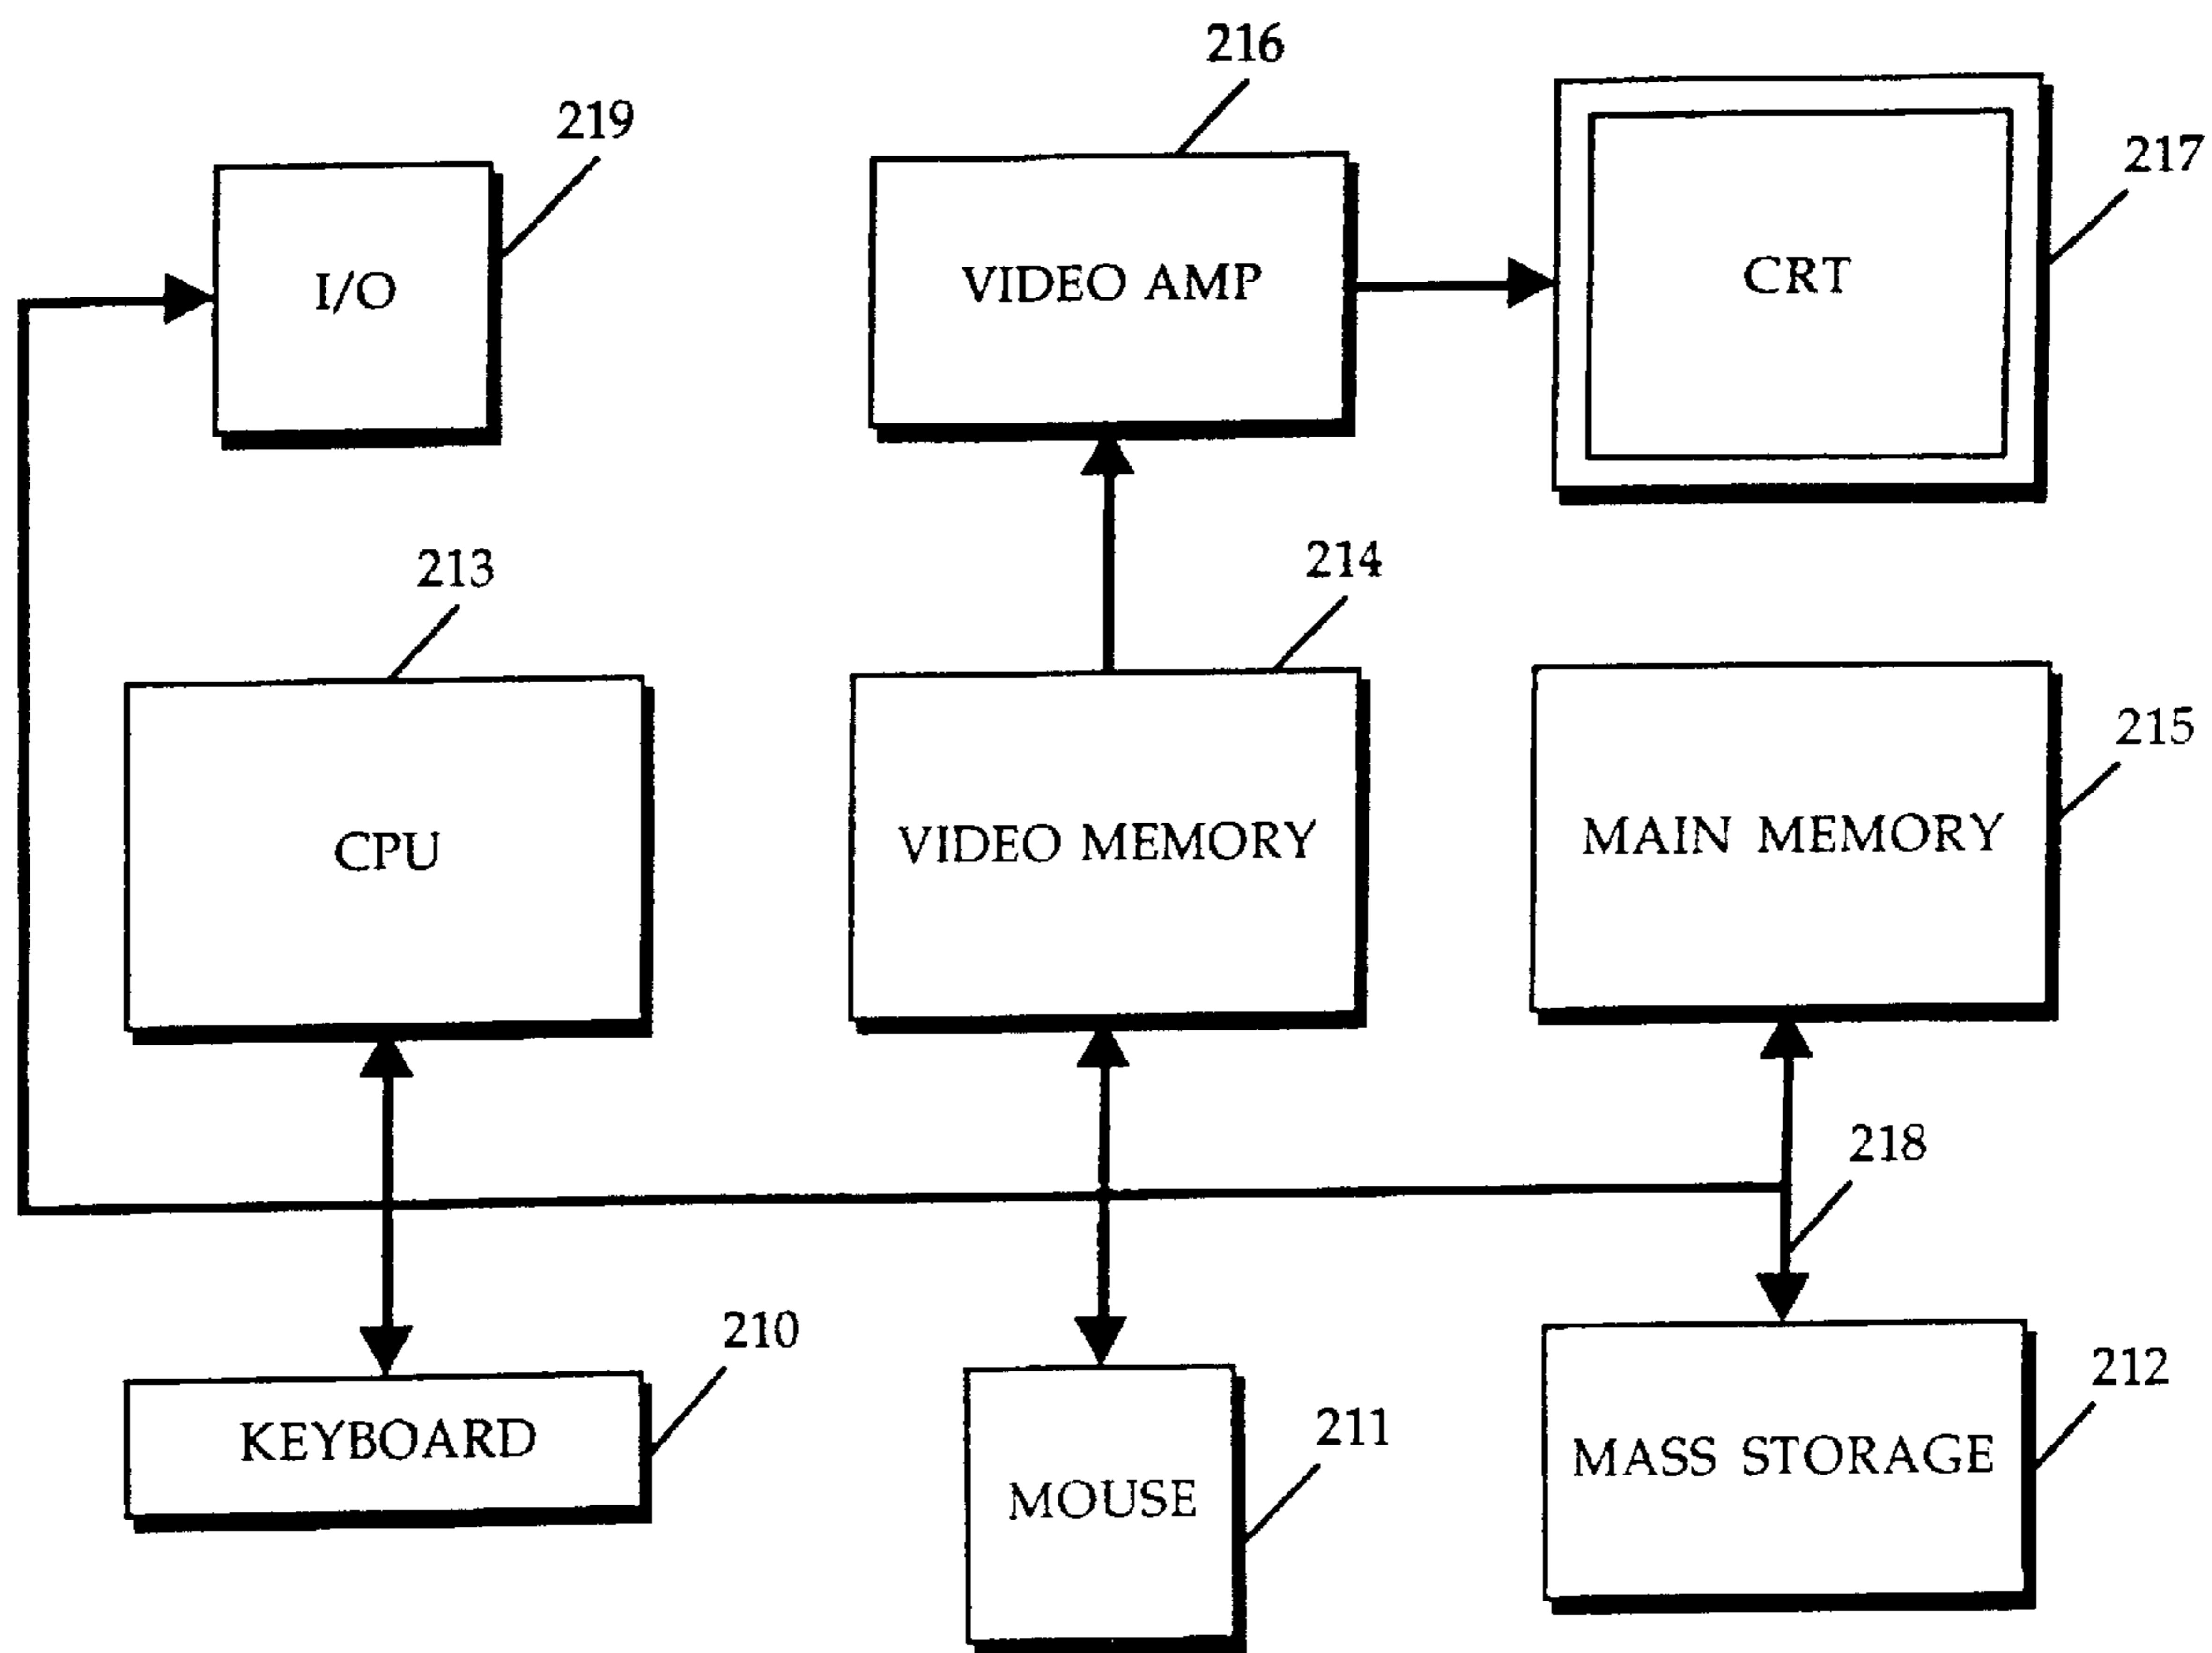 216
219
217
I/O
VIDEO AMP
CRT
213
214
215
CPU
VIDEO MEMORY
MAIN MEMORY
218
210
212
211
KEYBOARD
MOUSE
MASS STORAGE